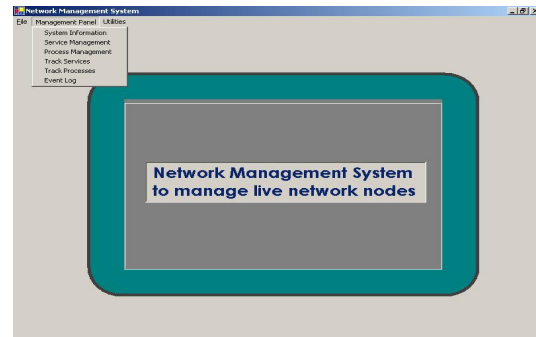 Network Management System
File Management Panel Utilities
System Information
Service Management
Process Management
Track Services
Track Processes
Event Log
Network Management System
to manage live network nodes